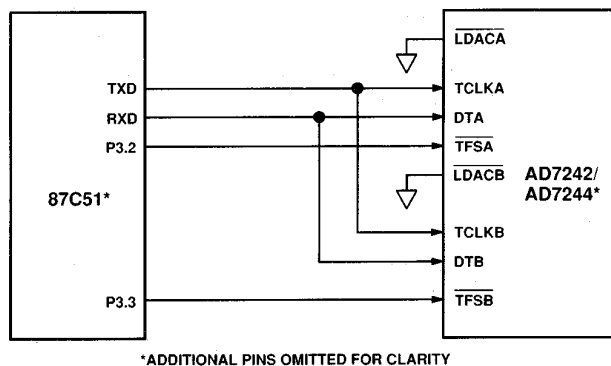 LDACA
TXD
TCLKA
RXD
DTA
P3.2
TFSA
LDACB
87C51*
AD7242/
AD7244*
TCLKB
DTB
P3.3
TFSB
*ADDITIONAL PINS OMITTED FOR CLARITY